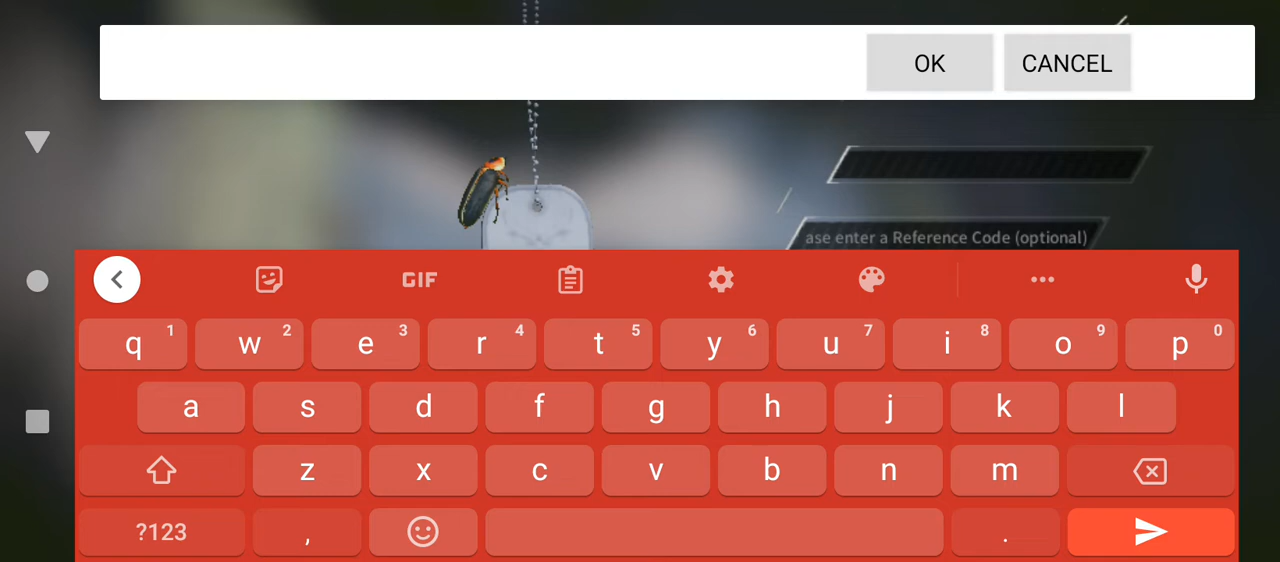 OK CANCEL
ase enter a Reference Code (optional)
GIF
q 1 w 2 e 3 r 4 t 5 y 6 u 7 i 8 o 9 p 0
a s d f g h j k l
z x c v b n m
?123 , .